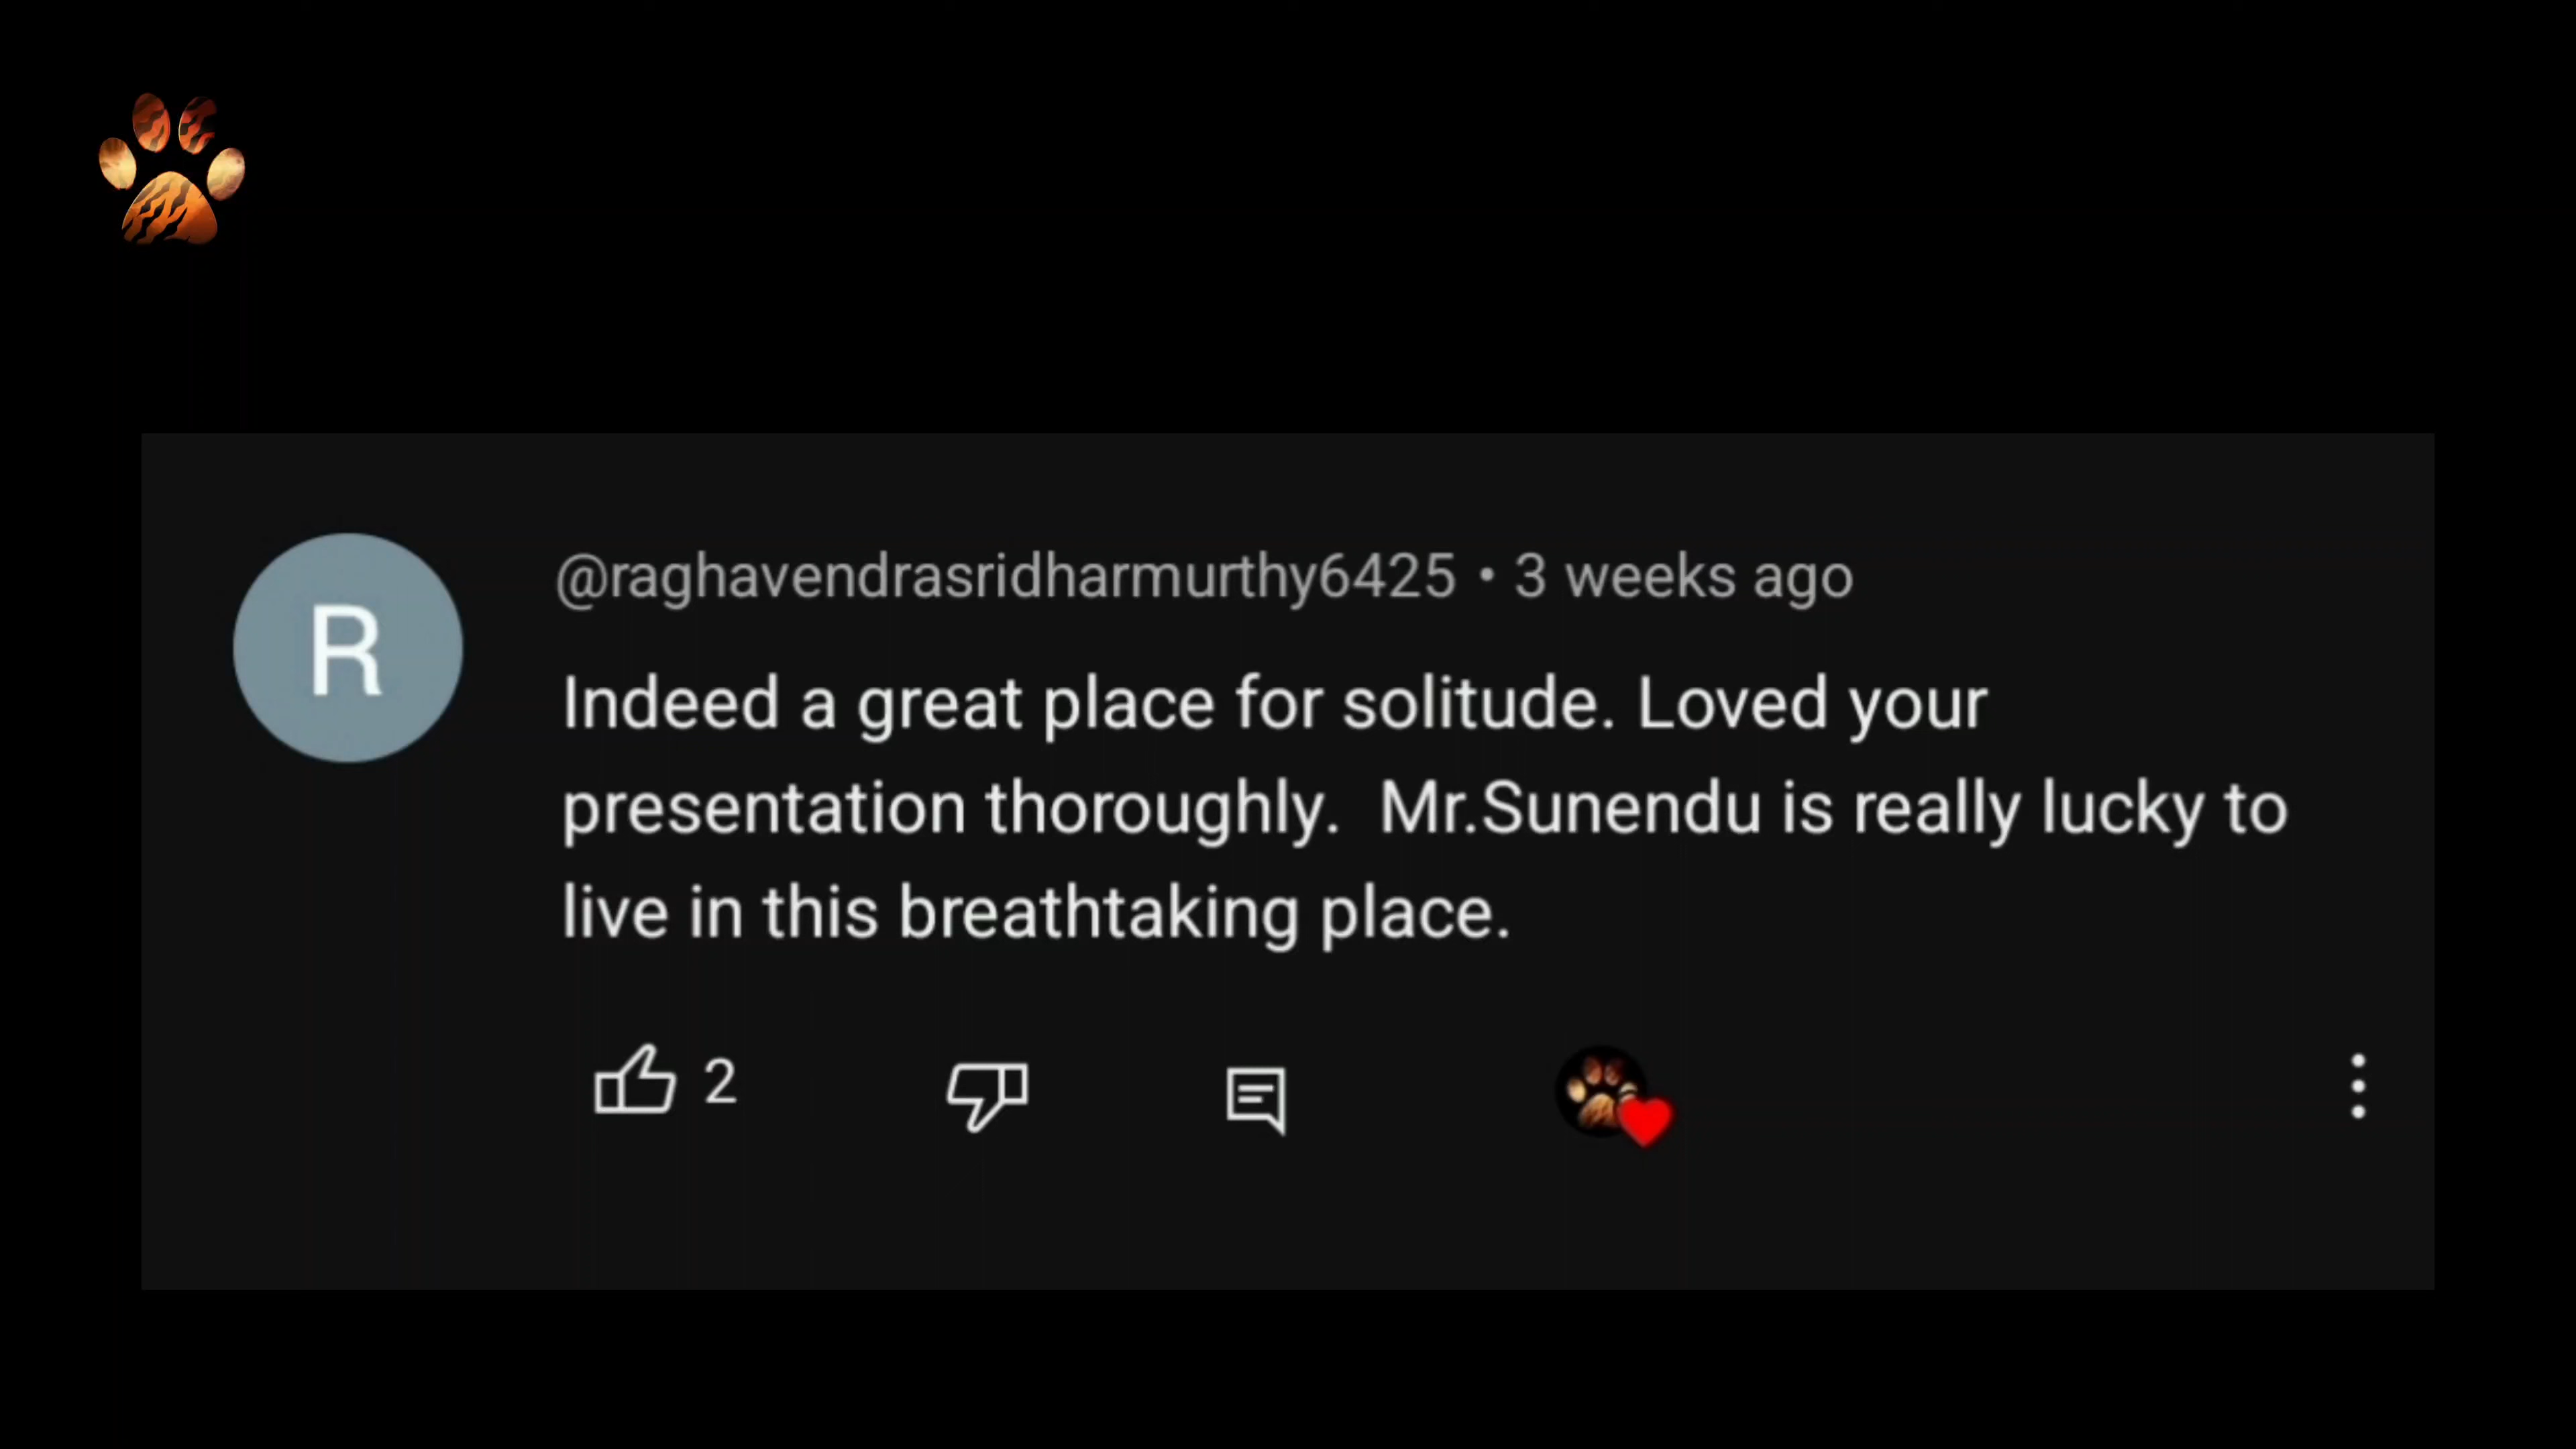 R
@raghavendrasridharmurthy6425 • 3 weeks ago
Indeed a great place for solitude. Loved your
presentation thoroughly.  Mr.Sunendu is really lucky to
live in this breathtaking place.
2